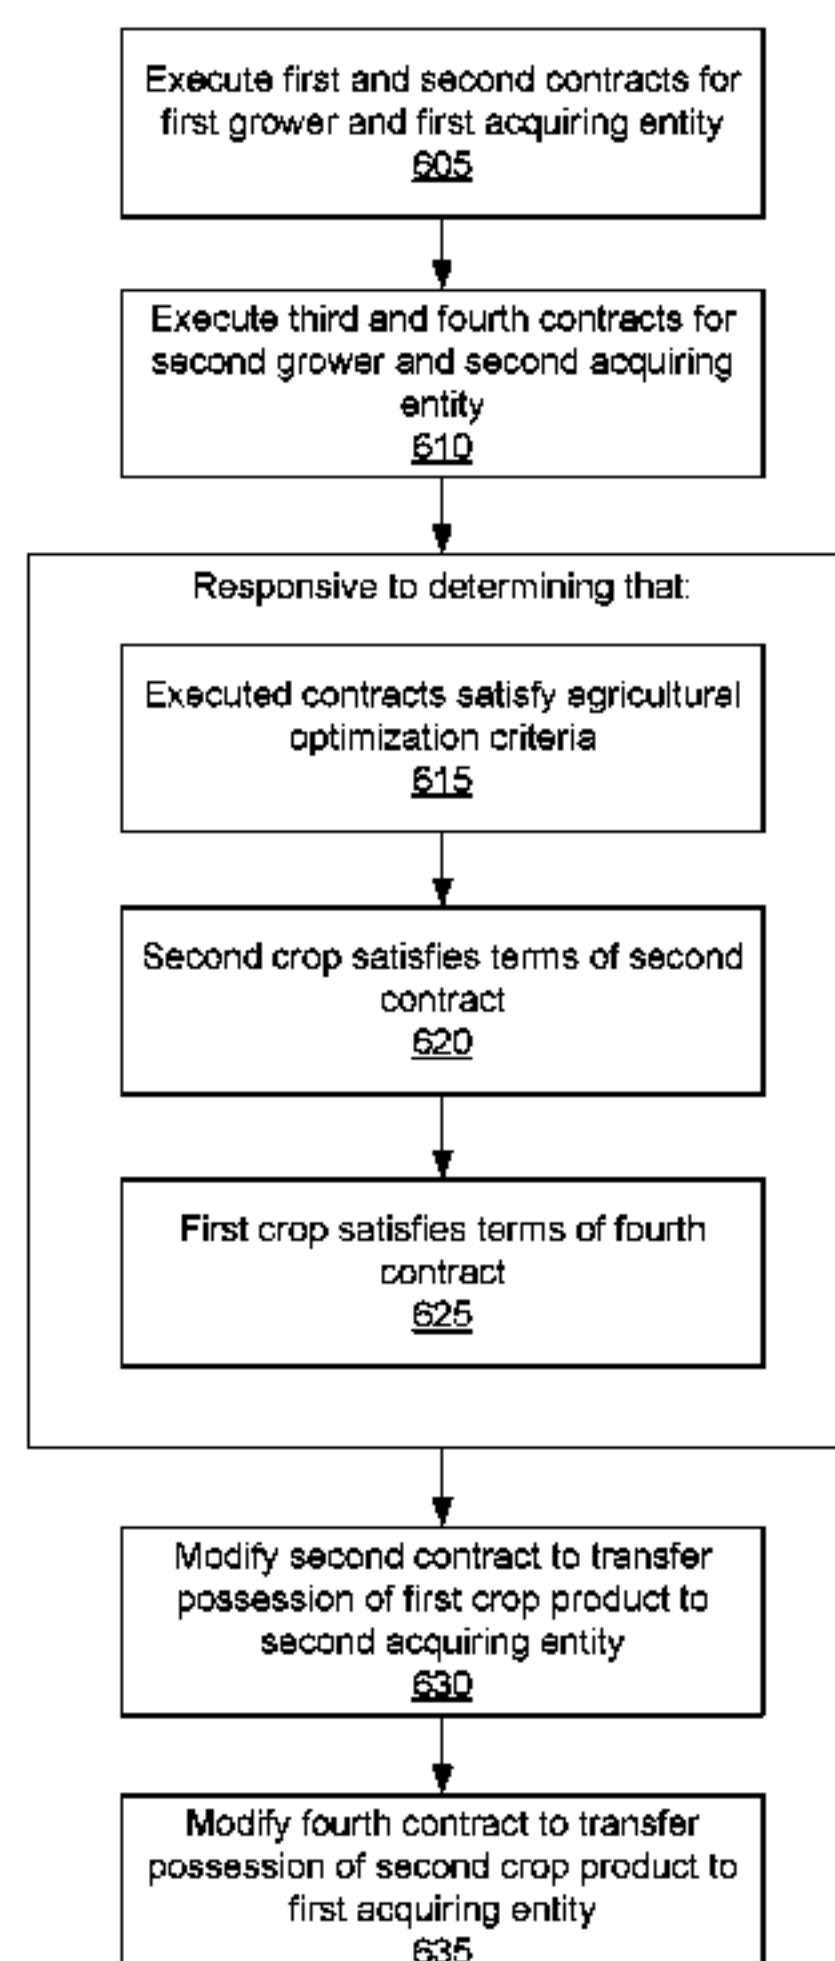 Execute first and second contracts for
first grower and first acquiring entity
605
Execute third and fourth contracts for
second grower and second acquiring
entity
610
Responsive to determining that:
Executed contracts satisfy agricultural
optimization criteria
615
Second crop satisfies terms of second
contract
620
First crop satisfies terms of fourth
contract
625
Modify second contract to transfer
possession of first crop product to
second acquiring entity
630
Modify fourth contract to transfer
possession of second crop product to
first acquiring entity
635